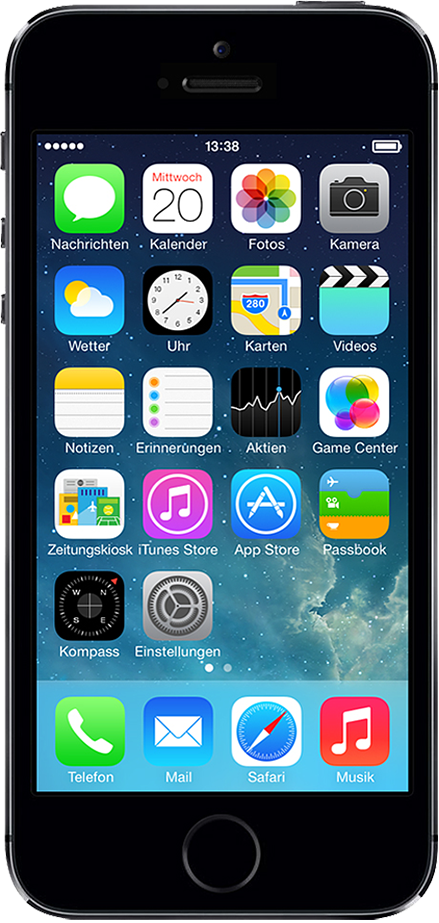 13:38
Mittwoch
20
Nachrichten Kalender Fotos Kamera
280
Wetter Uhr Karten Videos
Notizen Erinnerungen Aktien Game Center
Zeitungskiosk iTunes Store App Store Passbook
W N
S E
Kompass Einstellungen
Telefon Mail Safari Musik